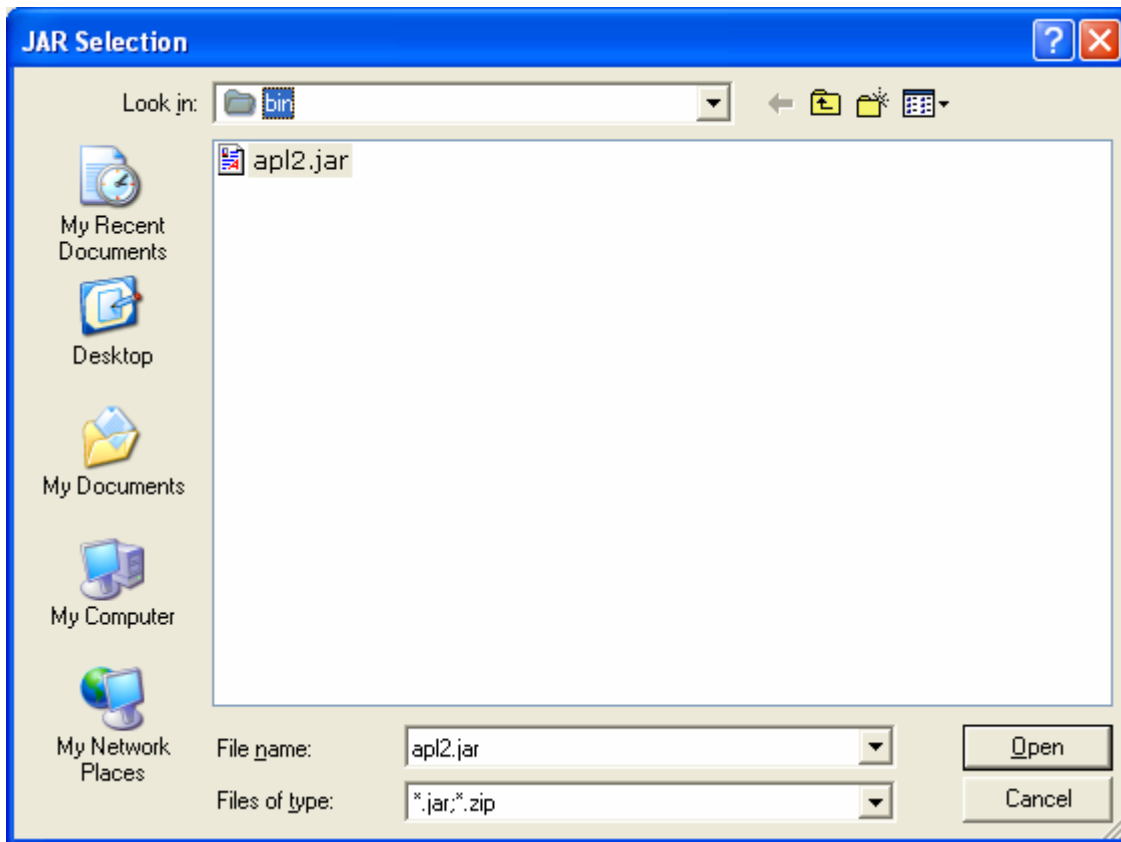 JAR Selection
Look in:
bin
apl2.jar
My Recent
Documents
Desktop
My Documents
My Computer
My Network
Places
File name:
apl2.jar
Open
Files of type:
*.jar;*.zip
Cancel